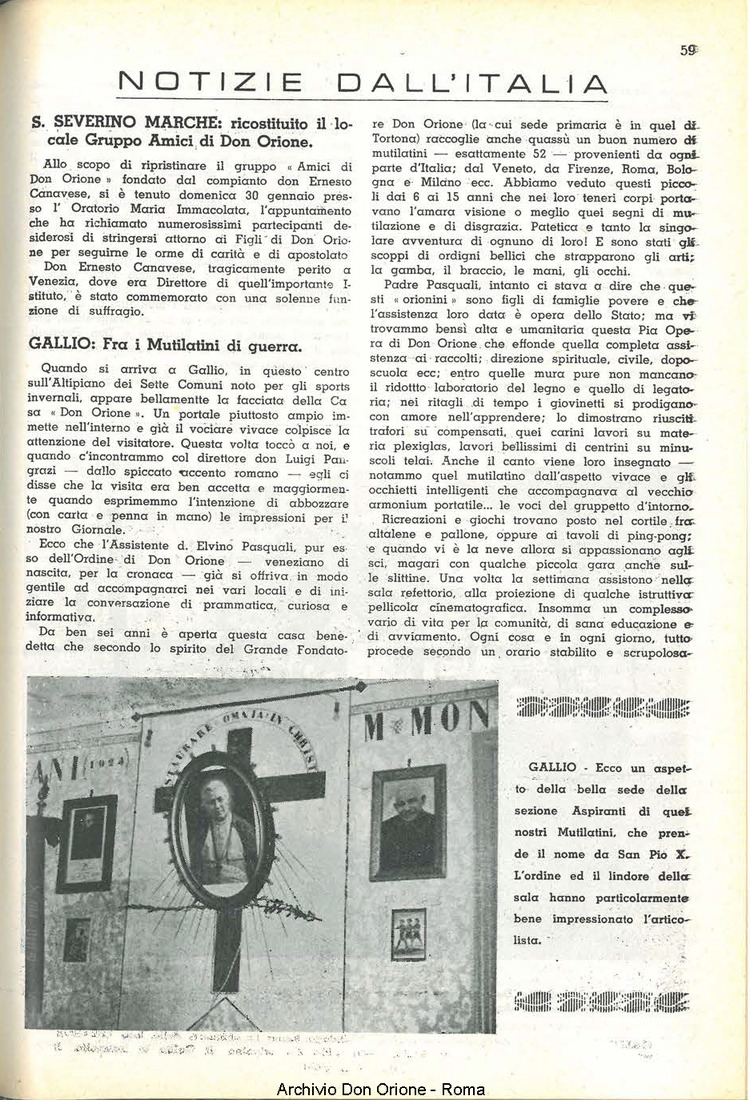 59
NOTIZIE DALL'ITALIA
S. SEVERINO MARCHE: ricostituito il lo-
cale Gruppo Amici di Don Orione.
Allo scopo di ripristinare il gruppo « Amici di
Don Orione » fondato dal compianto don Ernesto
Canavese, si è tenuto domenica 30 gennaio pres-
so l' Oratorio Maria Immacolata, l'appuntamento
che ha richiamato numerosissimi partecipanti de-
siderosi di stringersi attorno ai Figli di Don Orio-
ne per seguirne le orme di carità e di apostolato
Don Ernesto Canavese, tragicamente perito a
Venezia, dove era Direttore di quell'importante I-
stituto, è stato commemorato con una solenne fun-
zione di suffragio.
GALLIO: Fra i Mutilatini di guerra.
Quando si arriva a Gallio, in questo centro
sull'Altipiano dei Sette Comuni noto per gli sports
invernali, appare bellamentte la facciata della Ca
sa « Don Orione ». Un portale piuttosto ampio im-
mette nell'interno e già il vociare vivace colpisce la
attenzione del visitatore. Questa volta toccò a noi, e
quando c'incontrammo col direttore don Luigi Pan-
grazi — dallo spiccato accento romano — egli ci
disse che la visita era ben accetta e maggiormen-
te quando esprimemmo l'intenzione di abbozzare
(con carta e penna in mano) le impressioni per il
nostro Giornale.
Ecco che l'Assistente d. Elvino Pasquali, pur es-
so dell'Ordine di Don Orione — veneziano di
nascita, per la cronaca — già si offriva in modo
gentile ad accompagnarci nei vari locali e di ini-
ziare la conversazione di prammatica, curiosa e
informativa.
Da ben sei anni è aperta questa casa bene-
detta che secondo lo spirito del Grande Fondato-
re Don Orione (la cui sede primaria è in quel di
Tortona) raccoglie anche quassù un buon numero di
mutilatini — esattamente 52 — provenienti da ogni
parte d'Italia; dal Veneto, da Firenze, Roma, Bolo-
gna e Milano ecc. Abbiamo veduto questi picco-
li dai 6 ai 15 anni che nei loro teneri corpi porta-
vano l'amara visione o meglio quei segni di mu-
tilazione e di disgrazia. Patetica e tanto la singo-
lare avventura di ognuno di loro! E sono stati gli
scoppi di ordigni bellici che strapparono gli arti;
la gamba, il braccio, le mani, gli occhi.
Padre Pasquali, intanto ci stava a dire che que-
sti « orionini » sono figli di famiglie povere e che
l'assistenza loro data è opera dello Stato; ma vi
trovammo bensì alta e umanitaria questa Pia Ope-
ra di Don Orione che effonde quella completa assi-
stenza ai raccolti; direzione spirituale, civile, dopo-
scuola ecc; entro quelle mura pure non mancano
il ridottto laboratorio del legno e quello di legato-
ria; nei ritagli di tempo i giovinetti si prodigano
con amore nell'apprendere; lo dimostrano riusciti
trafori su compensati, quei carini lavori su mate-
ria plexiglas, lavori bellissimi di centrini su minu-
scoli telai. Anche il canto viene loro insegnato —
notammo quel mutilatino dall'aspetto vivace e gli
occhietti intelligenti che accompagnava al vecchio
armonium portatile... le voci del gruppetto d'intorno.
Ricreazioni e giochi trovano posto nel cortile fra
altalene e pallone, oppure ai tavoli di ping-pong;
e quando vi è la neve allora si appassionano agli
sci, magari con qualche piccola gara anche sul-
le slittine. Una volta la settimana assistono nella
sala refettorio, alla proiezione di qualche istruttiva
pellicola cinematografica. Insomma un complesso
vario di vita per la comunità, di sana educazione e
di avviamento. Ogni cosa e in ogni giorno, tutto
procede secondo un orario stabilito e scrupolosa-
ANI (1924)
STAURARE OMNIA IN CHRIST
M MON
GALLIO - Ecco un aspet-
to della bella sede della
sezione Aspiranti di quei
nostri Mutilatini, che pren-
de il nome da San Pio X.
L'ordine ed il lindore della
sala hanno particolarmente
bene impressionato l'artico-
lista.
Archivio Don Orione - Roma